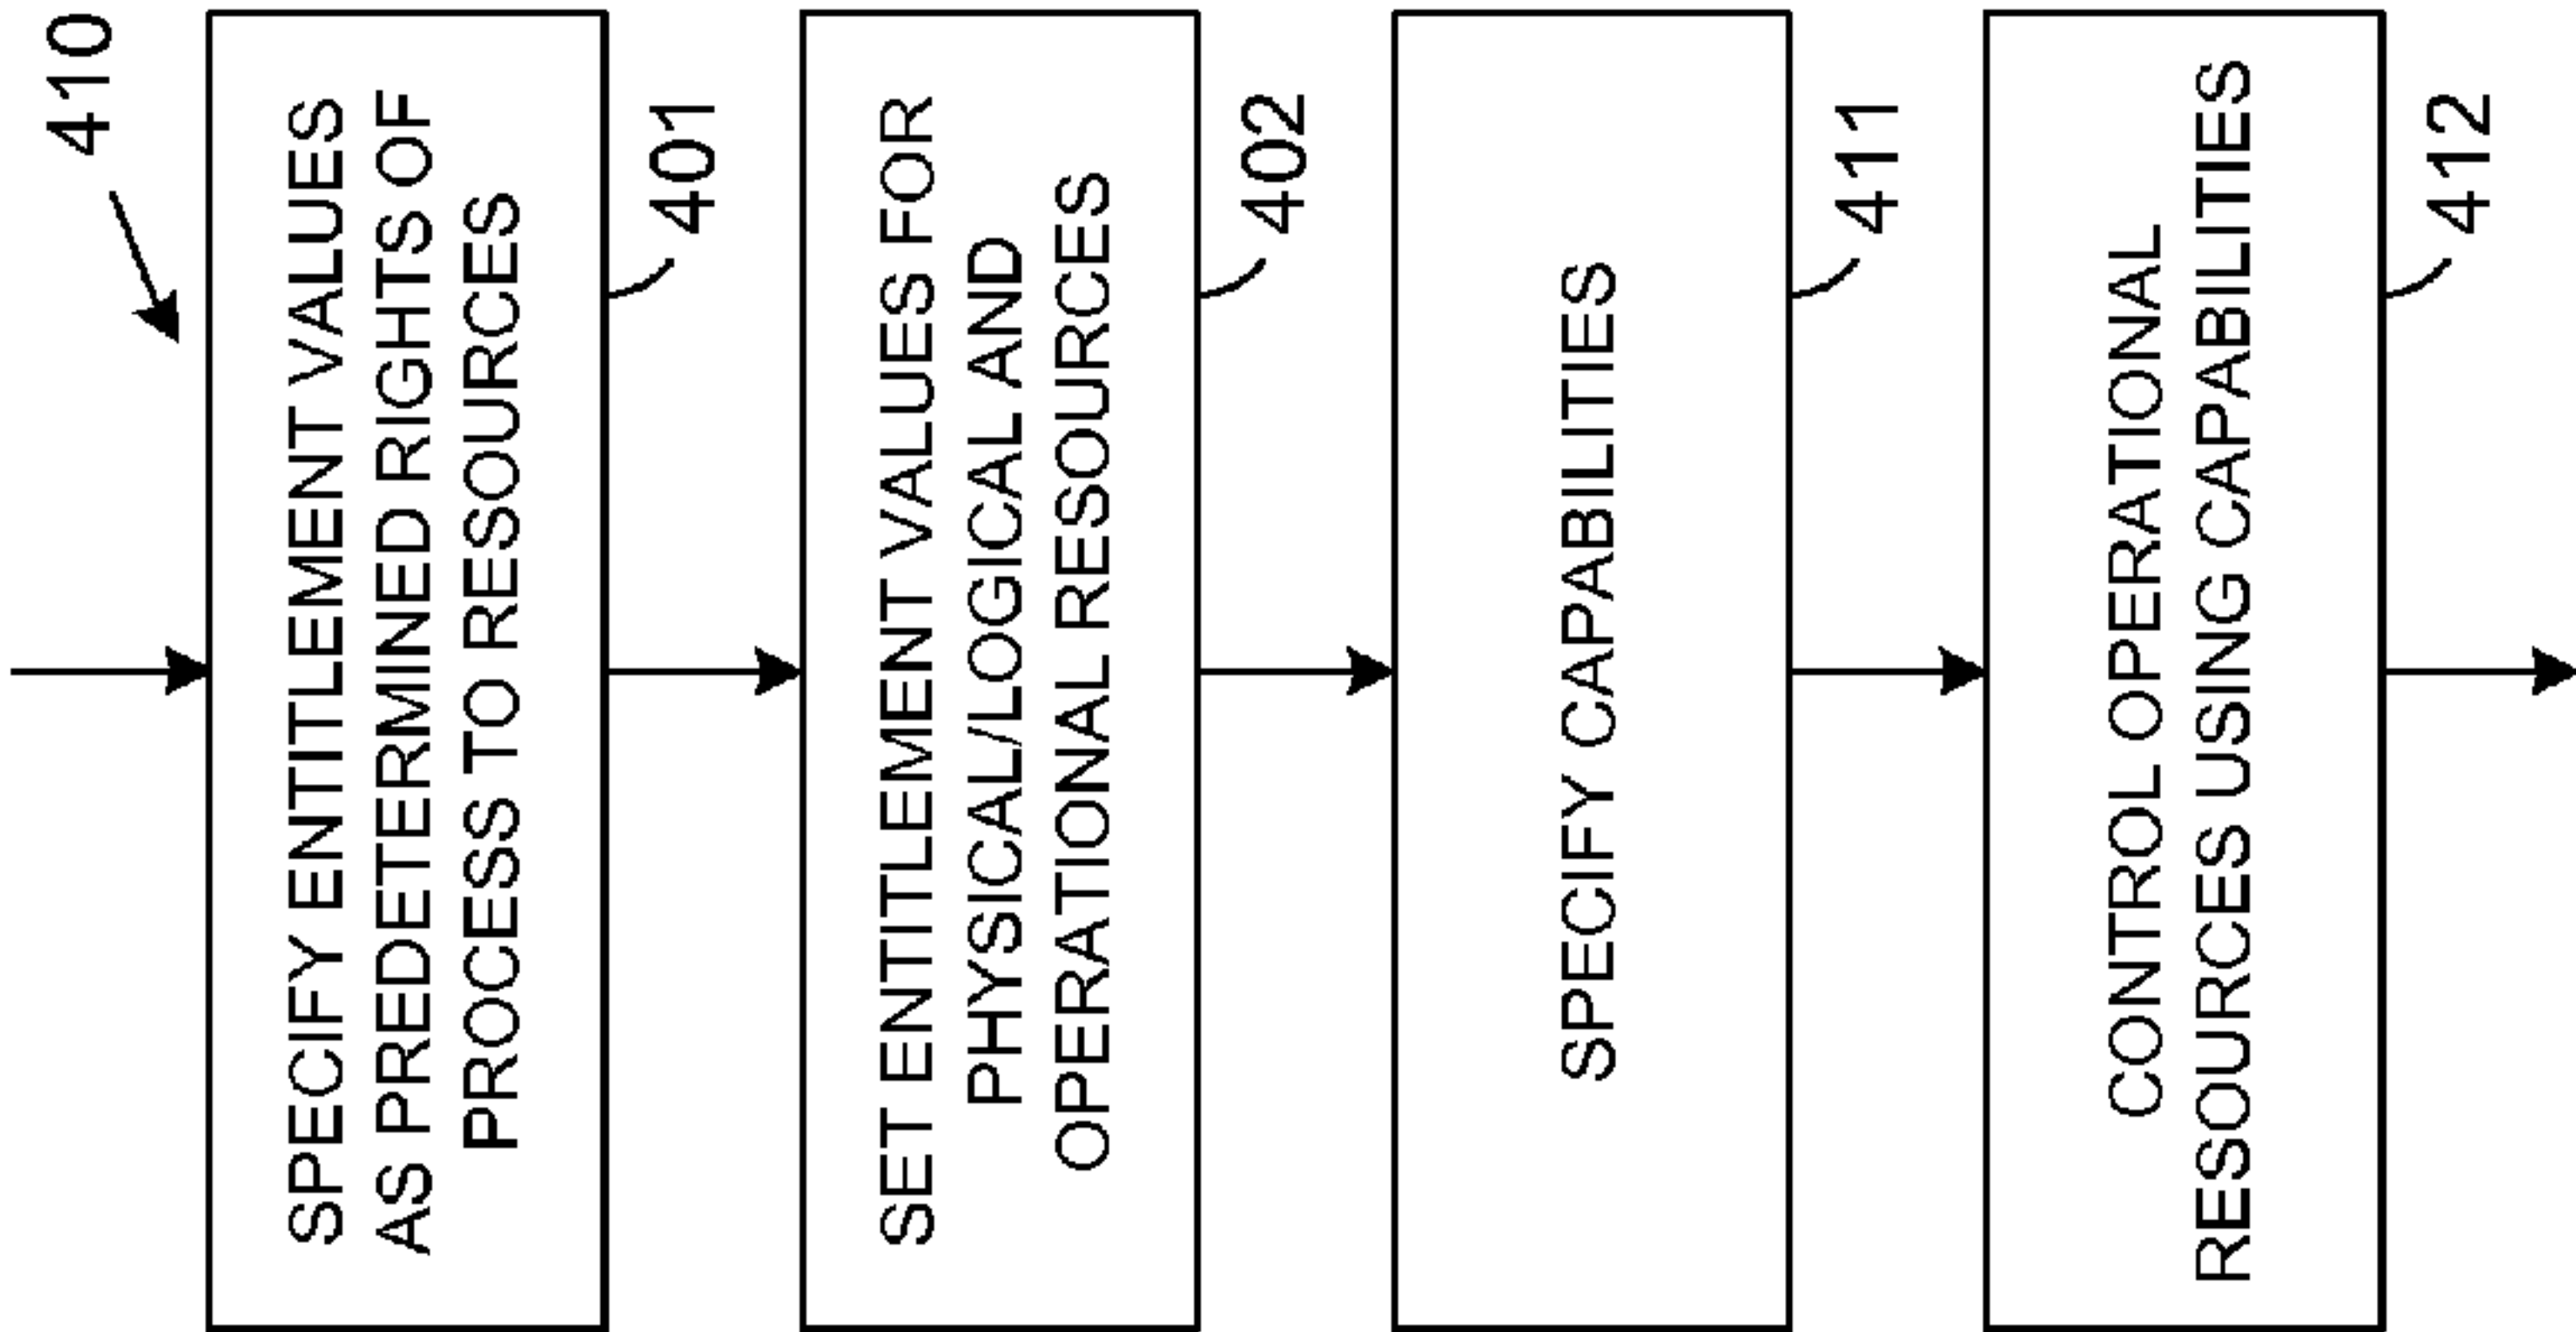 410
SPECIFY ENTITLEMENT VALUES
AS PREDETERMINED RIGHTS OF
PROCESS TO RESOURCES
401
SET ENTITLEMENT VALUES FOR
PHYSICAL/LOGICAL AND
OPERATIONAL RESOURCES
402
SPECIFY CAPABILITIES
411
CONTROL OPERATIONAL
RESOURCES USING CAPABILITIES
412